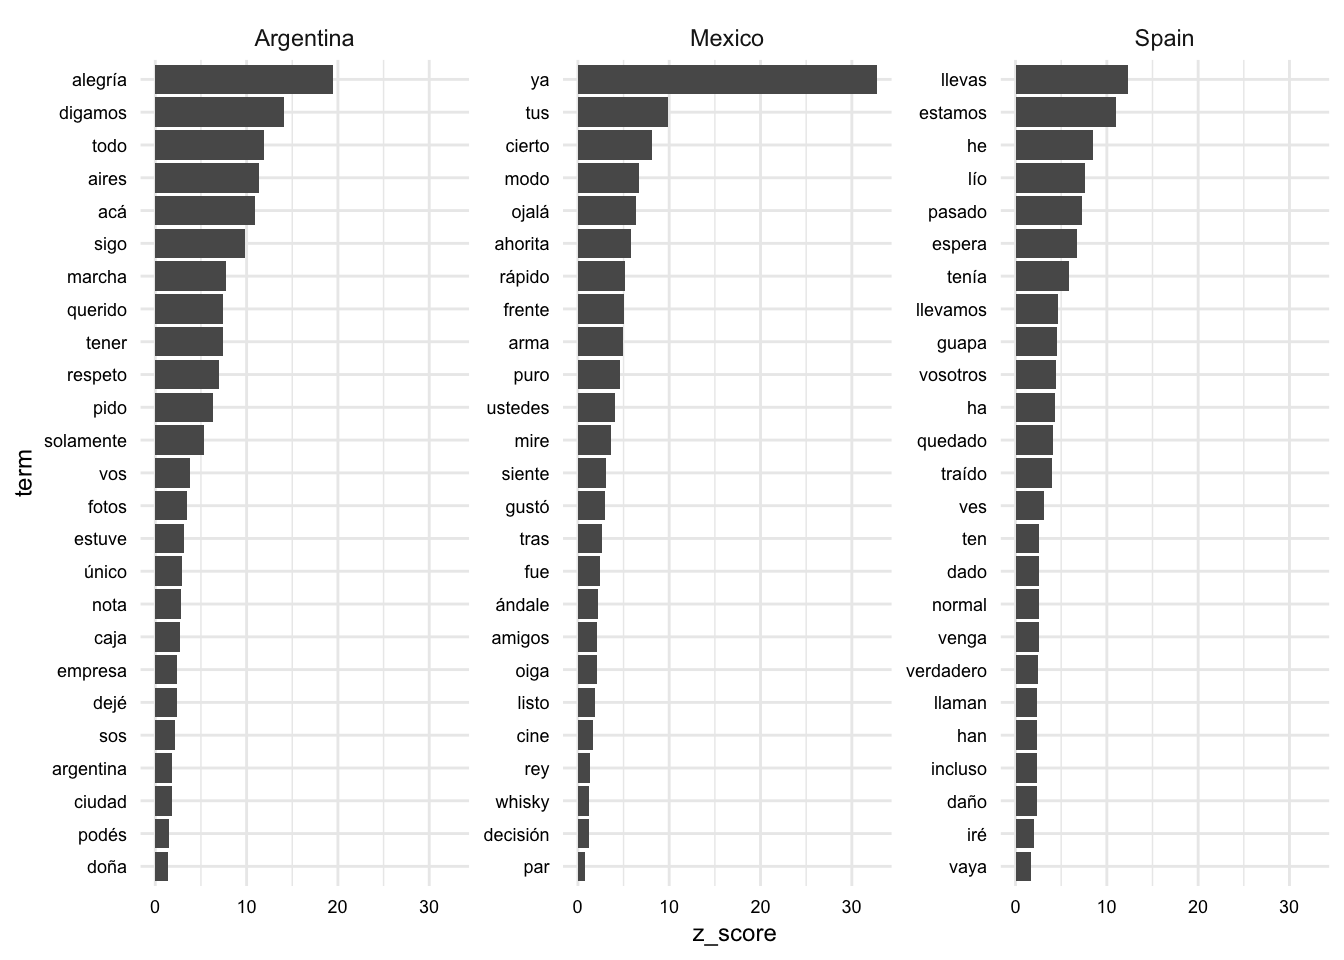 Argentina
Mexico
Spain
term
alegría
digamos
todo
aires
acá
sigo
marcha
querido
tener
respeto
pido
solamente
vos
fotos
estuve
único
nota
caja
empresa
dejé
sos
argentina
ciudad
podés
doña
0 10 20 30
ya
tus
cierto
modo
ojalá
ahorita
rápido
frente
arma
puro
ustedes
mire
siente
gustó
tras
fue
ándale
amigos
oiga
listo
cine
rey
whisky
decisión
par
0 10 20 30
llevas
estamos
he
lío
pasado
espera
tenía
llevamos
guapa
vosotros
ha
quedado
traído
ves
ten
dado
normal
venga
verdadero
llaman
han
incluso
daño
iré
vaya
0 10 20 30
z_score